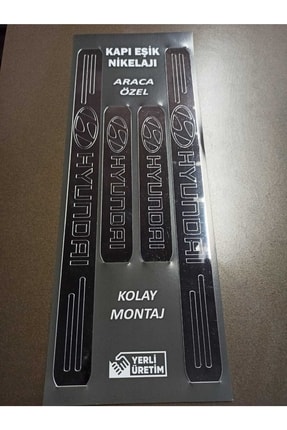 KAPI EŞİK
NİKELAJI
ARACA
ÖZEL
HYUNDAI
HYUNDAI
HYUNDAI
HYUNDAI
KOLAY
MONTAJ
YERLİ
ÜRETİM